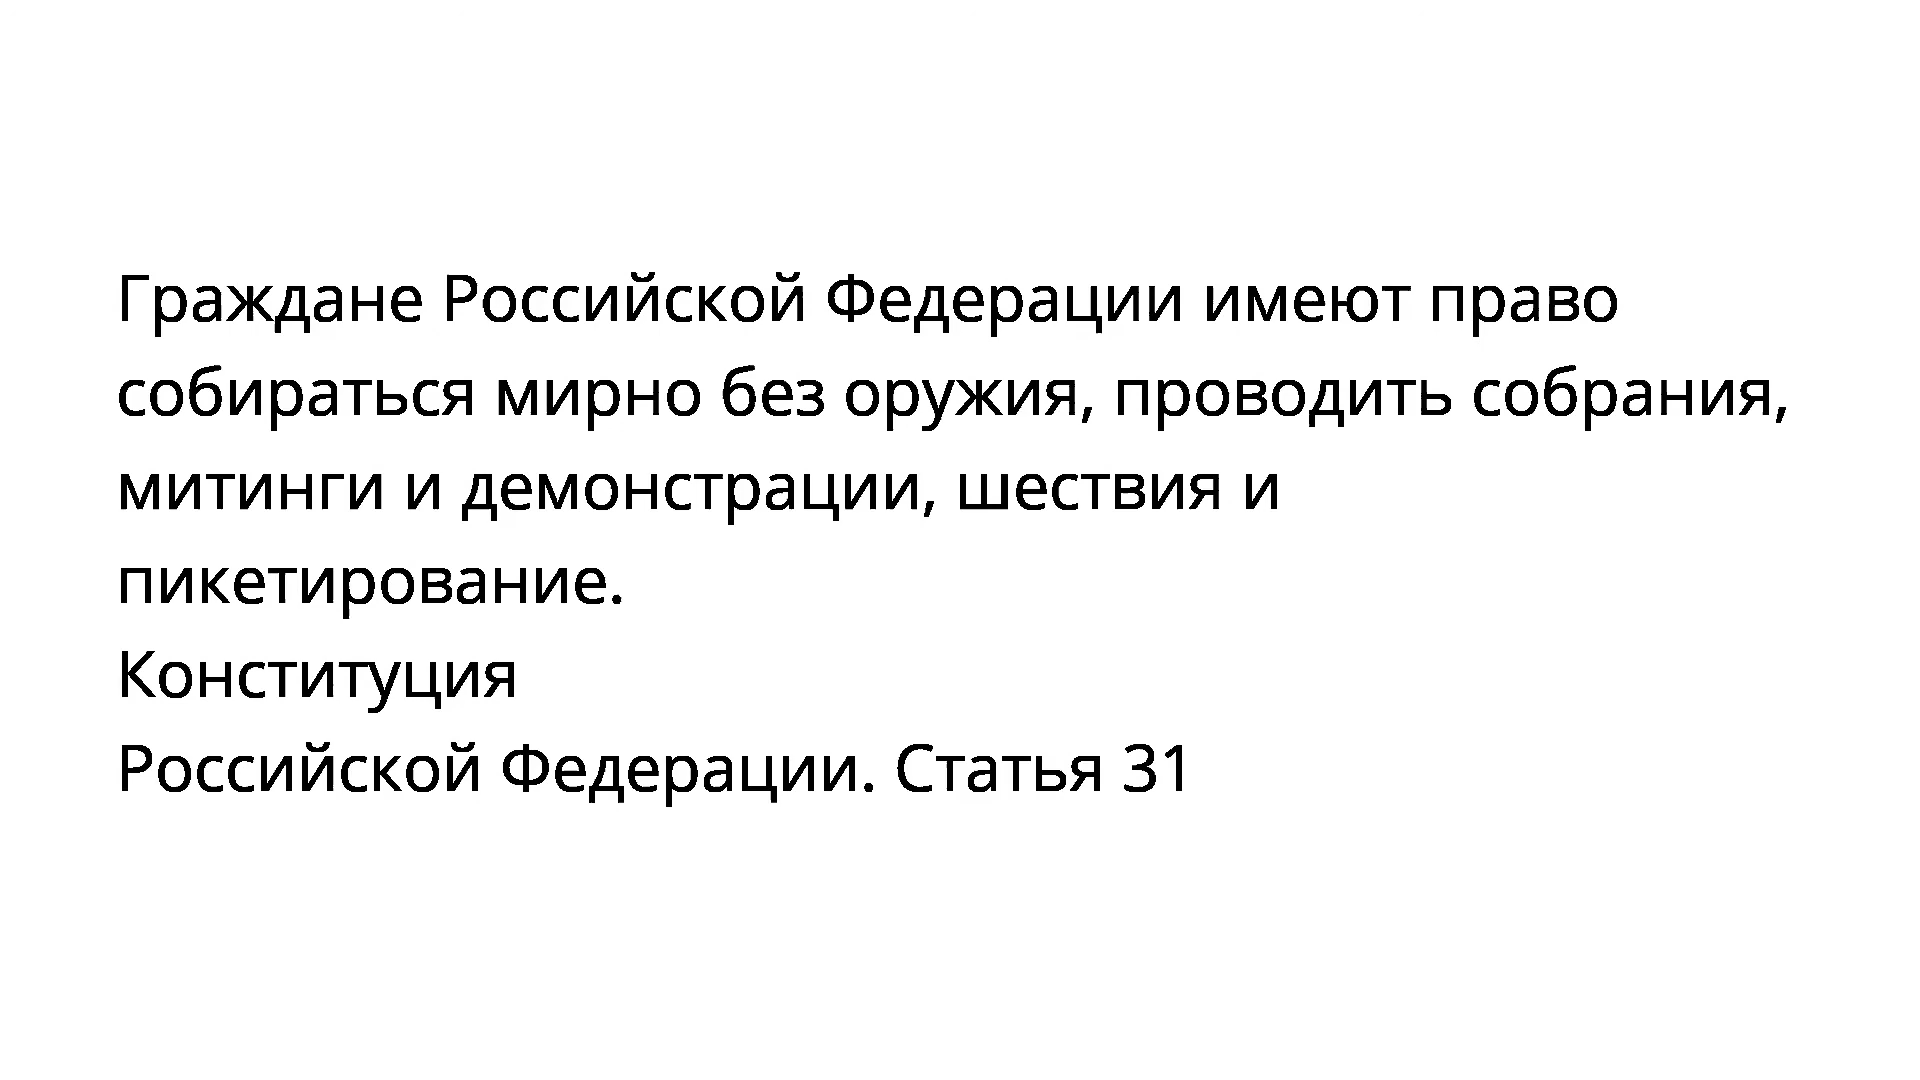 Граждане Российской Федерации имеют право
собираться мирно без оружия, проводить собрания,
митинги и демонстрации, шествия и
пикетирование.
Конституция
Российской Федерации. Статья 31